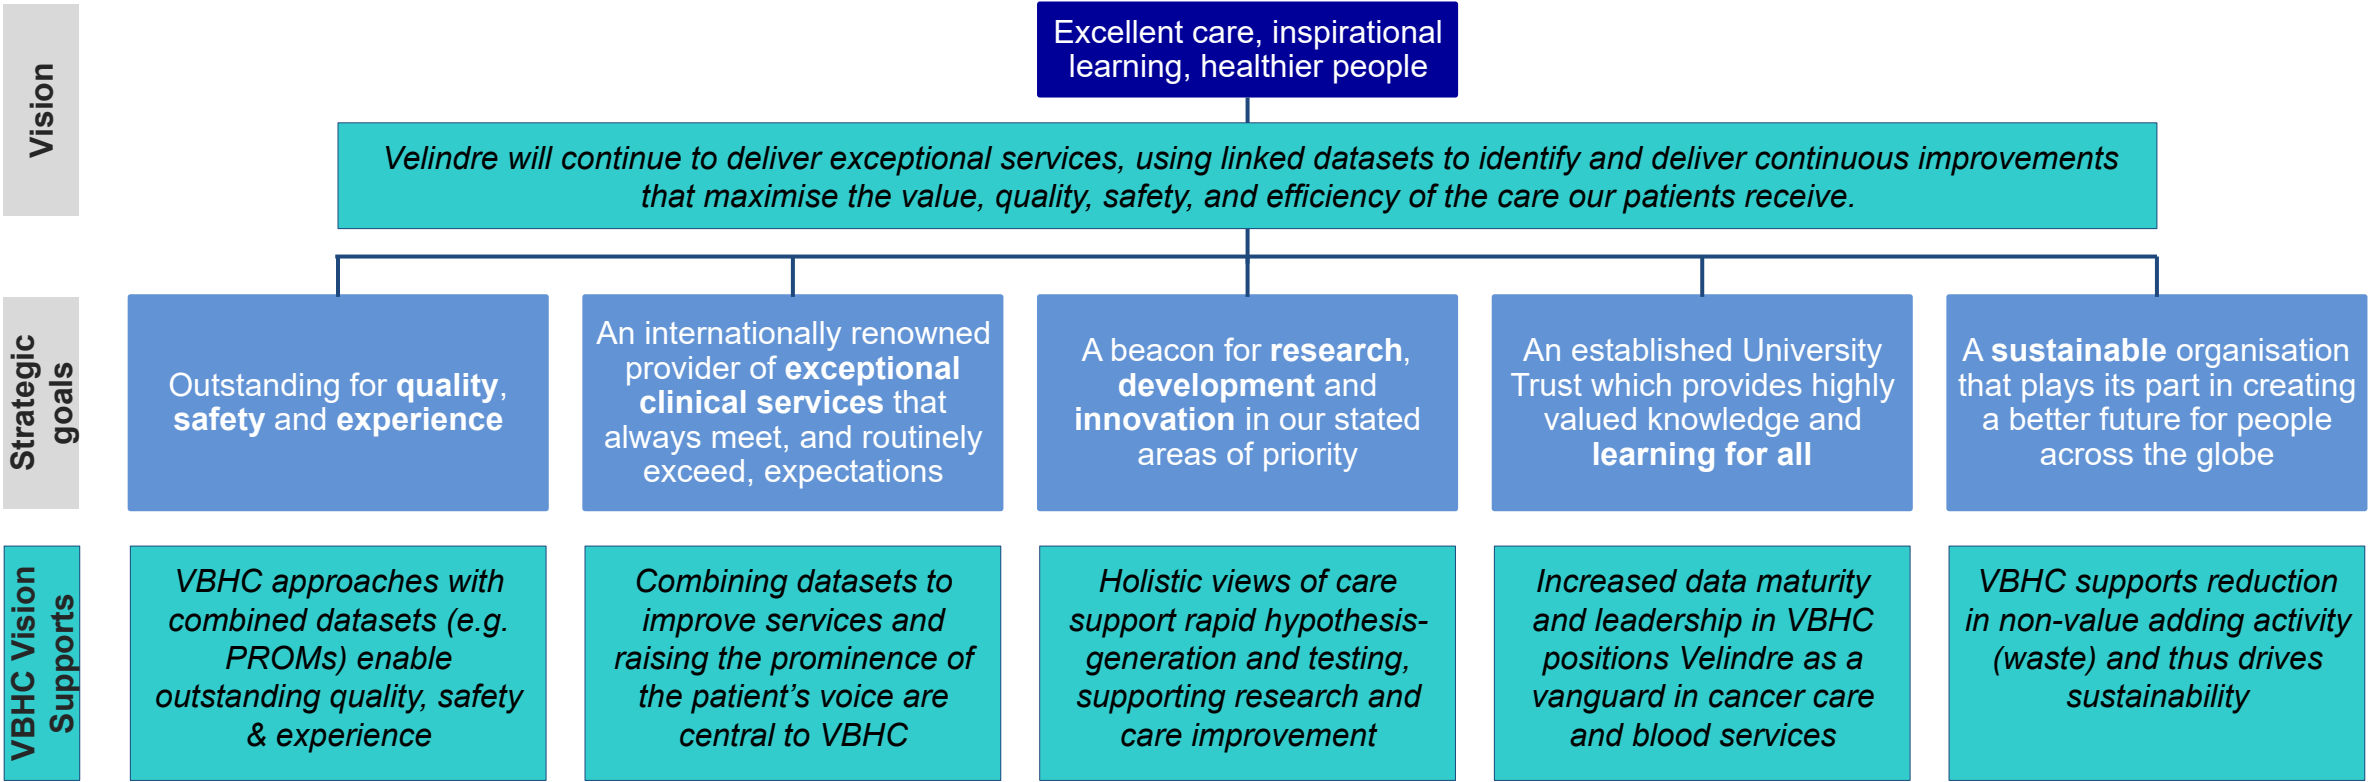 Vision
Excellent care, inspirational
learning, healthier people
Velindre will continue to deliver exceptional services, using linked datasets to identify and deliver continuous improvements
that maximise the value, quality, safety, and efficiency of the care our patients receive.
Strategic
goals
Outstanding for quality,
safety and experience
An internationally renowned
provider of exceptional
clinical services that
always meet, and routinely
exceed, expectations
A beacon for research,
development and
innovation in our stated
areas of priority
An established University
Trust which provides highly
valued knowledge and
learning for all
A sustainable organisation
that plays its part in creating
a better future for people
across the globe
VBHC Vision
Supports
VBHC approaches with
combined datasets (e.g.
PROMs) enable
outstanding quality, safety
& experience
Combining datasets to
improve services and
raising the prominence of
the patient’s voice are
central to VBHC
Holistic views of care
support rapid hypothesis-
generation and testing,
supporting research and
care improvement
Increased data maturity
and leadership in VBHC
positions Velindre as a
vanguard in cancer care
and blood services
VBHC supports reduction
in non-value adding activity
(waste) and thus drives
sustainability